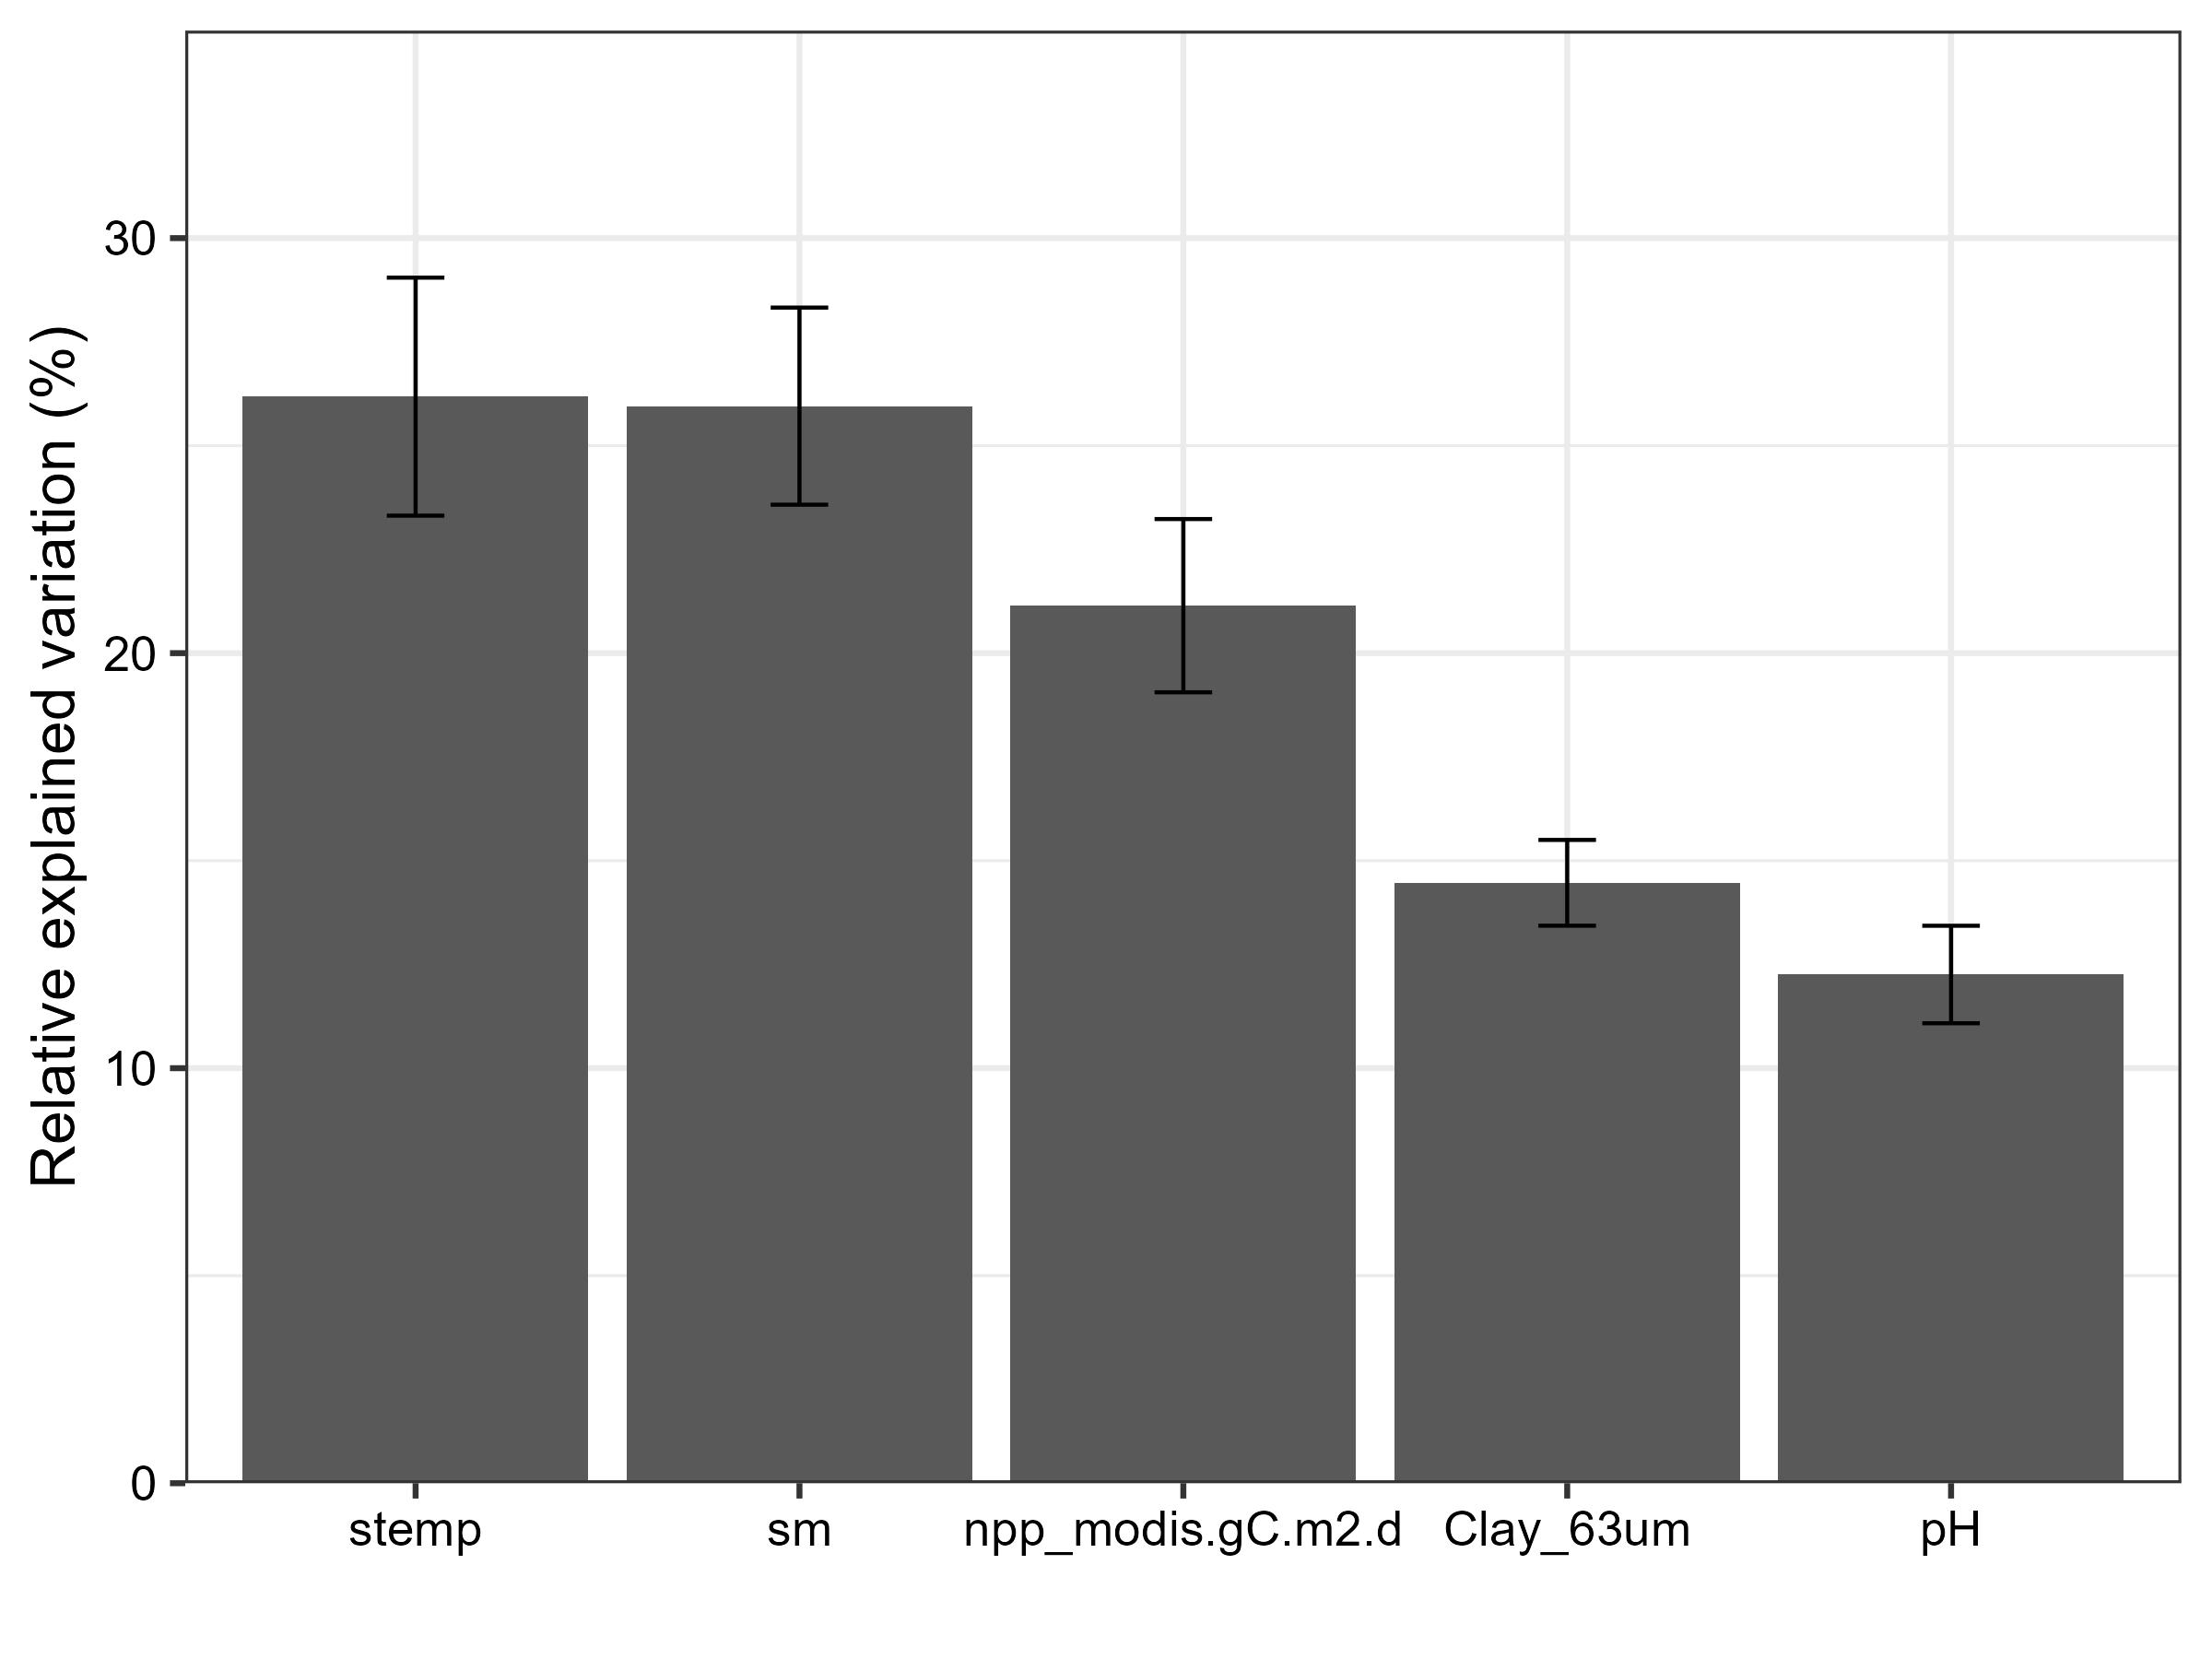 Relative explained variation (%)
30
20
10
0
stemp sm npp_modis.gC.m2.d Clay_63um pH